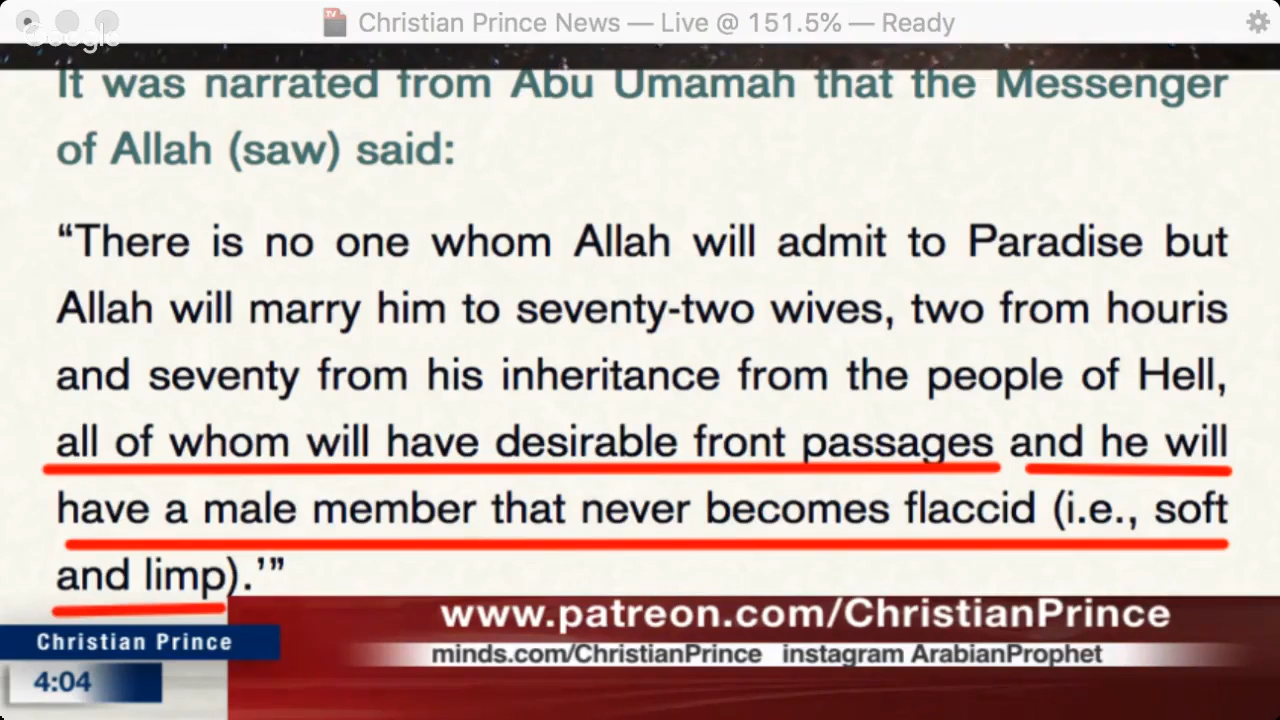 Christian Prince News — Live @ 151.5% — Ready
Google
It was narrated from Abu Umamah that the Messenger
of Allah (saw) said:
“There is no one whom Allah will admit to Paradise but
Allah will marry him to seventy-two wives, two from houris
and seventy from his inheritance from the people of Hell,
all of whom will have desirable front passages and he will
have a male member that never becomes flaccid (i.e., soft
and limp).’”
www.patreon.com/ChristianPrince
Christian Prince
minds.com/ChristianPrince instagram ArabianProphet
4:04